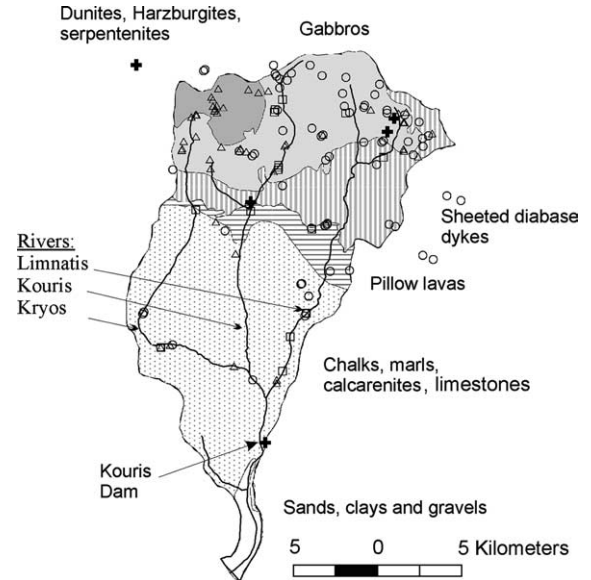 Dunites, Harzburgites,
serpentenites
Gabbros
Sheeted diabase
dykes
Rivers:
Limnatis
Kouris
Kryos
Pillow lavas
Chalks, marls,
calcarenites, limestones
Kouris
Dam
Sands, clays and gravels
5 0 5 Kilometers